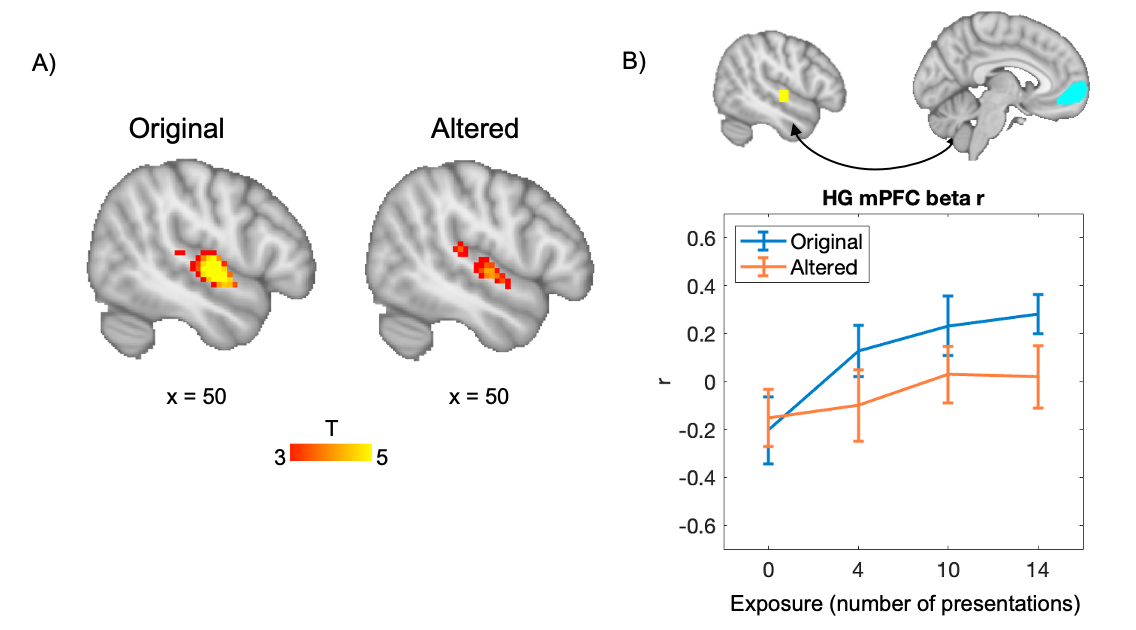 A)
Original
Altered
x = 50
x = 50
T
3
5
B)
HG mPFC beta r
Original
Altered
0.6
0.4
0.2
0
-0.2
-0.4
-0.6
r
0
4
10
14
Exposure (number of presentations)